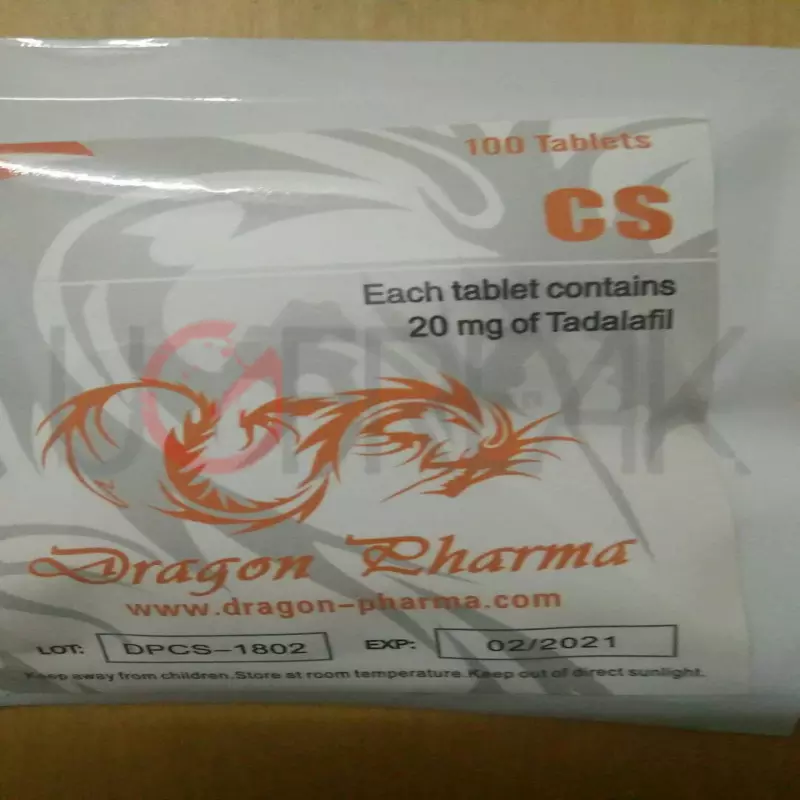 100 Tablets
CS
Each tablet contains
20 mg of Tadalafil
Dragon Pharma
www.dragon-pharma.com
LOT: DPCS-1802 EXP: 02/2021
Keep away from children.Store at room temperature.Keep out of direct sunlight.